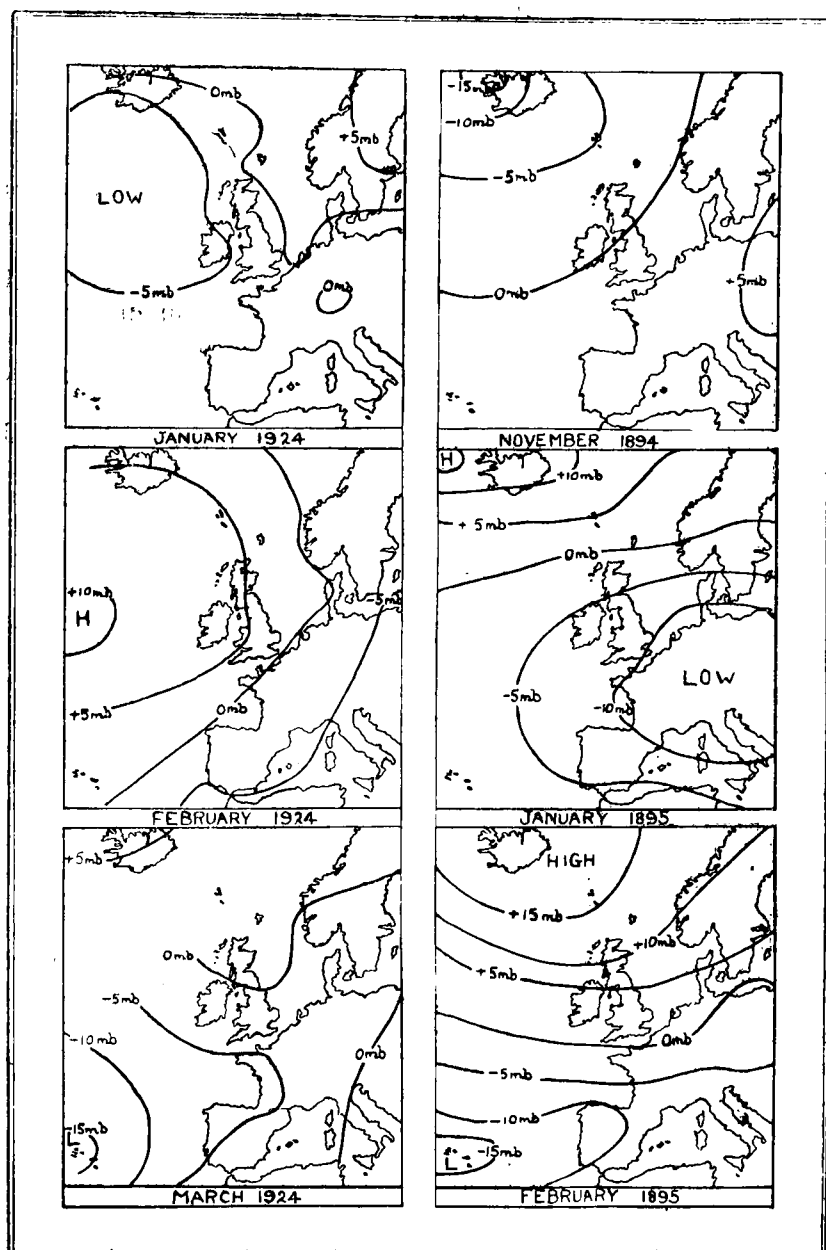 0mb
+5mb
LOW
-5mb
0mb
JANUARY 1924
-15mb
-10mb
-5mb
0mb
+5mb
NOVEMBER 1894
+10mb
H
-5mb
+5mb
0mb
FEBRUARY 1924
H
+10mb
+5mb
0mb
-5mb
LOW
-10mb
JANUARY 1895
+5mb
0mb
-5mb
-10mb
0mb
-15mb
L
MARCH 1924
HIGH
+15mb
+10mb
+5mb
0mb
-5mb
-10mb
-15mb
L
FEBRUARY 1895